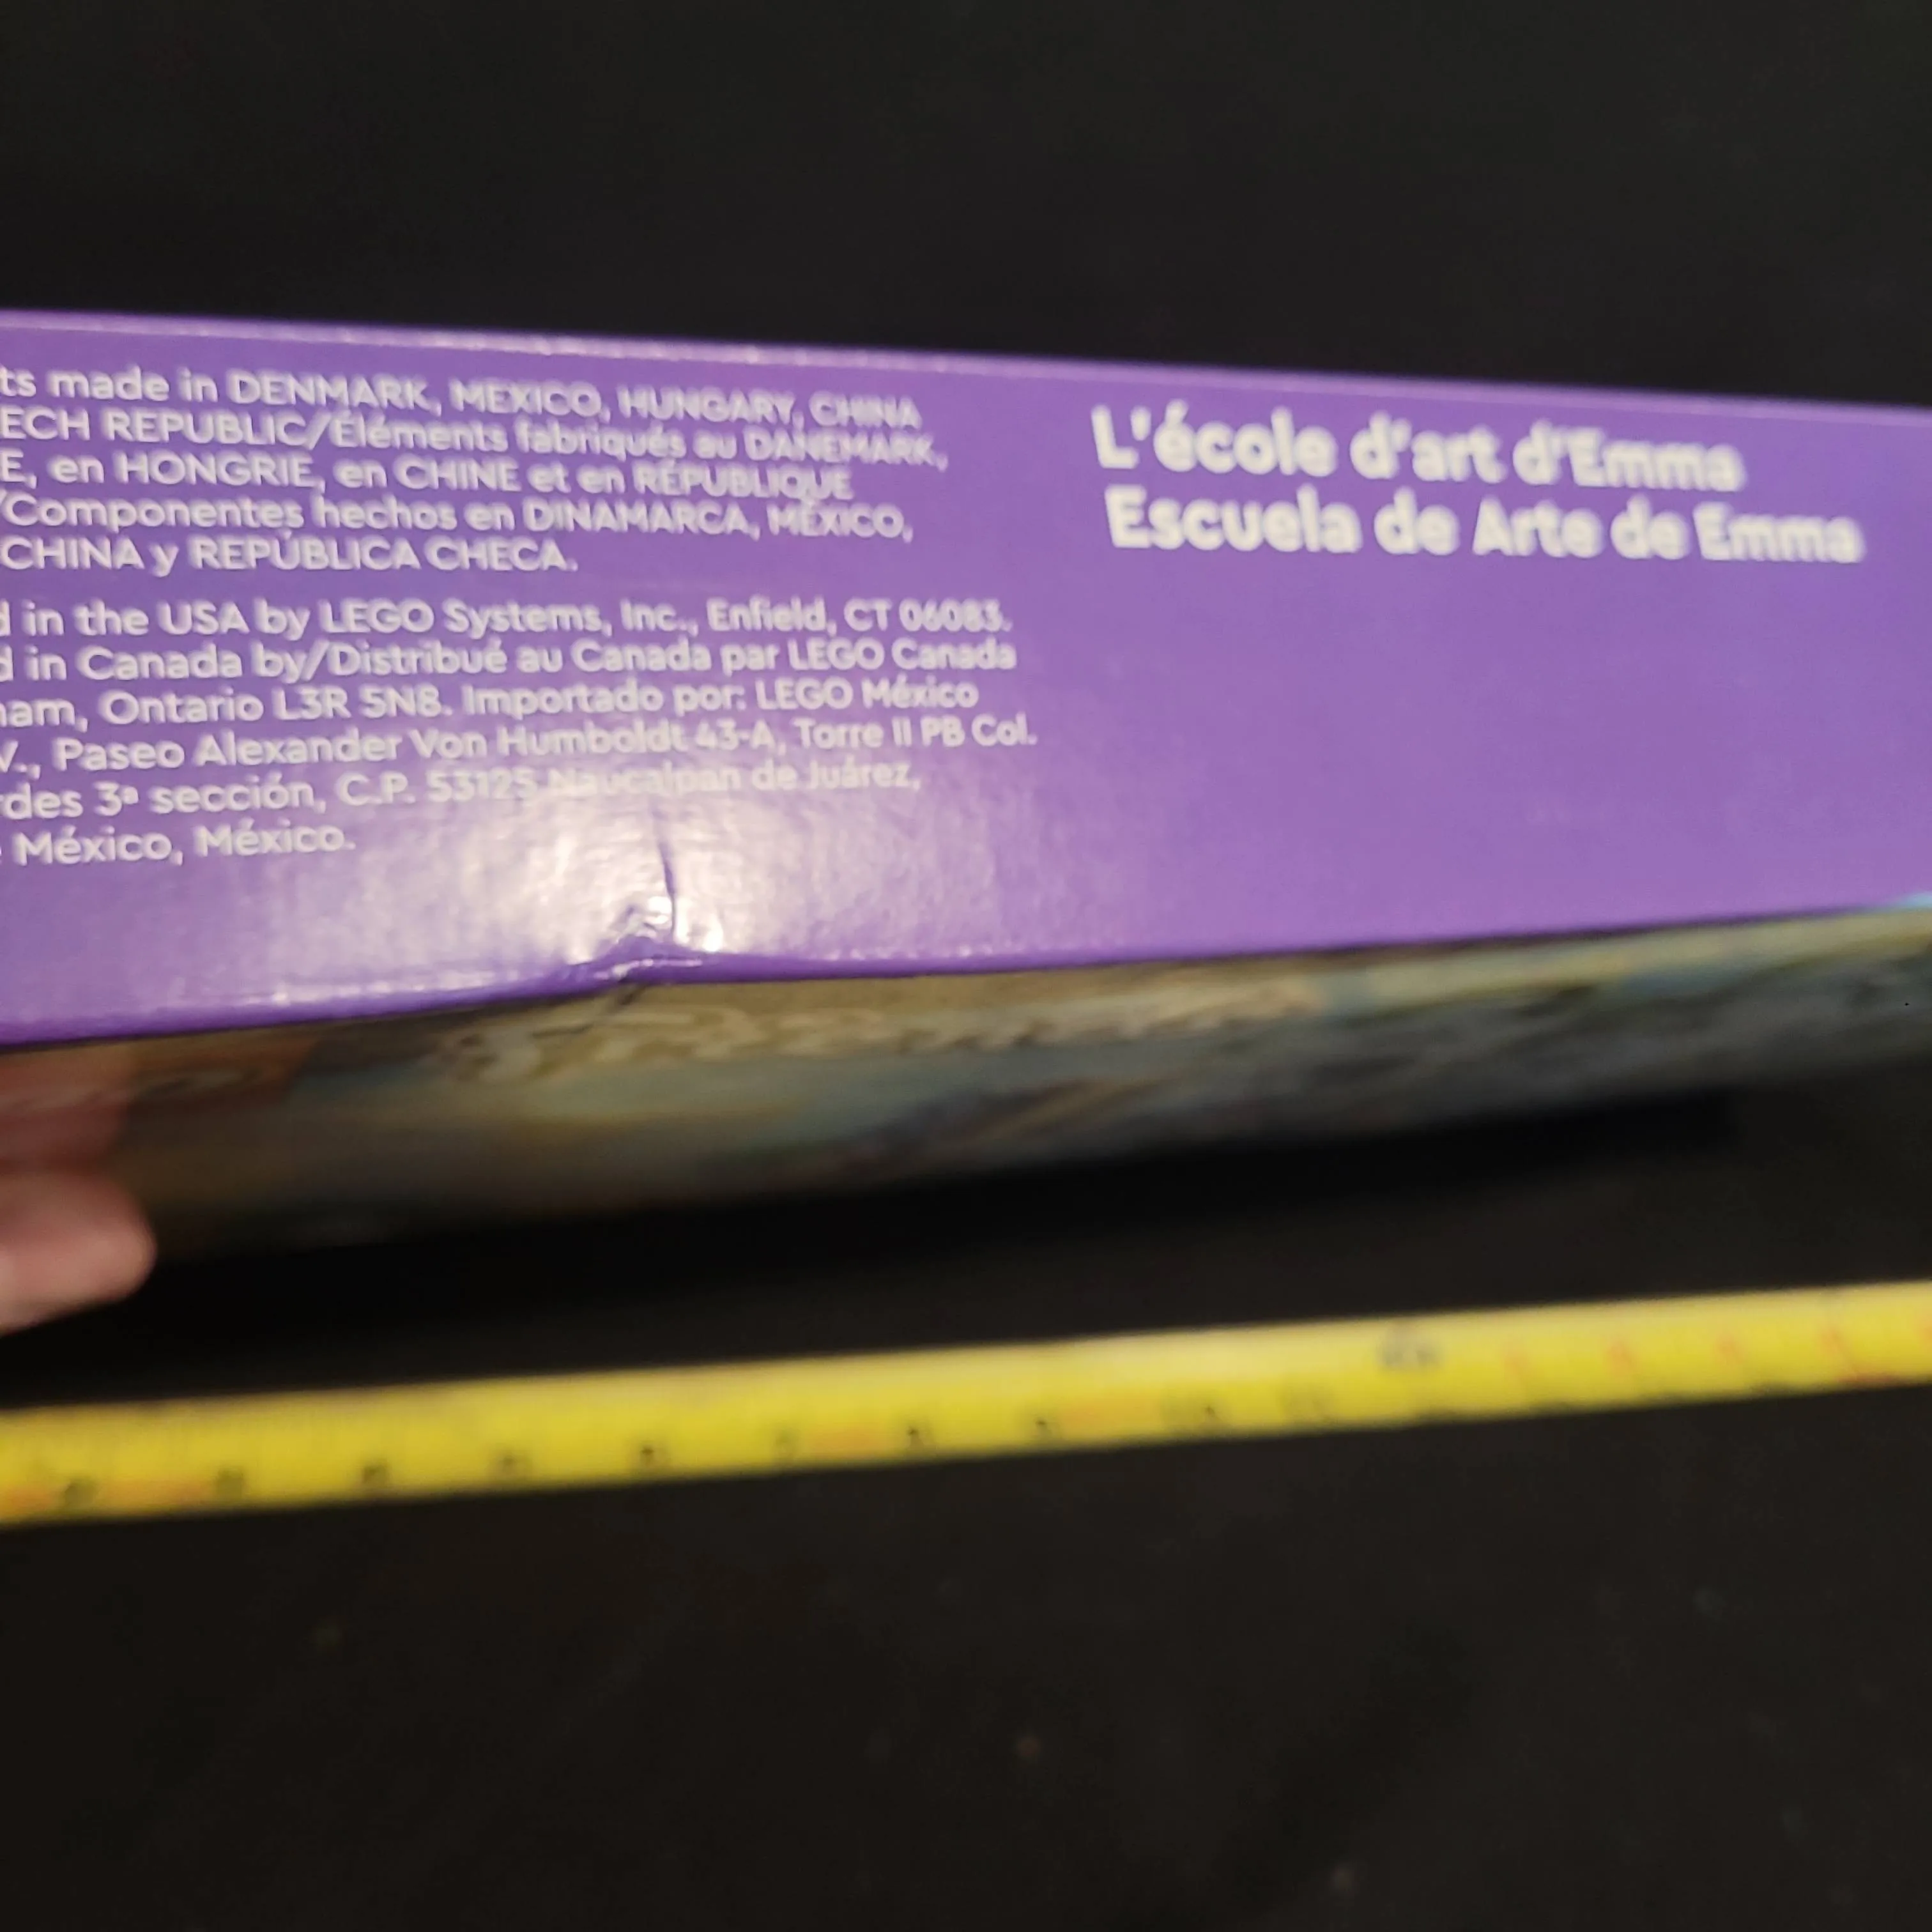 ts made in DENMARK, MEXICO, HUNGARY, CHINA
ECH REPUBLIC/Éléments fabriqués au DANEMARK,
E, en HONGRIE, en CHINE et en RÉPUBLIQUE
/Componentes hechos en DINAMARCA, MÉXICO,
CHINA y REPÚBLICA CHECA.
d in the USA by LEGO Systems, Inc., Enfield, CT 06083.
d in Canada by/Distribué au Canada par LEGO Canada
ham, Ontario L3R 5N8. Importado por: LEGO México
V., Paseo Alexander Von Humboldt 43-A, Torre II PB Col.
rdes 3ª sección, C.P. 53125 Naucalpan de Juárez,
e México, México.
L'école d'art d'Emma
Escuela de Arte de Emma